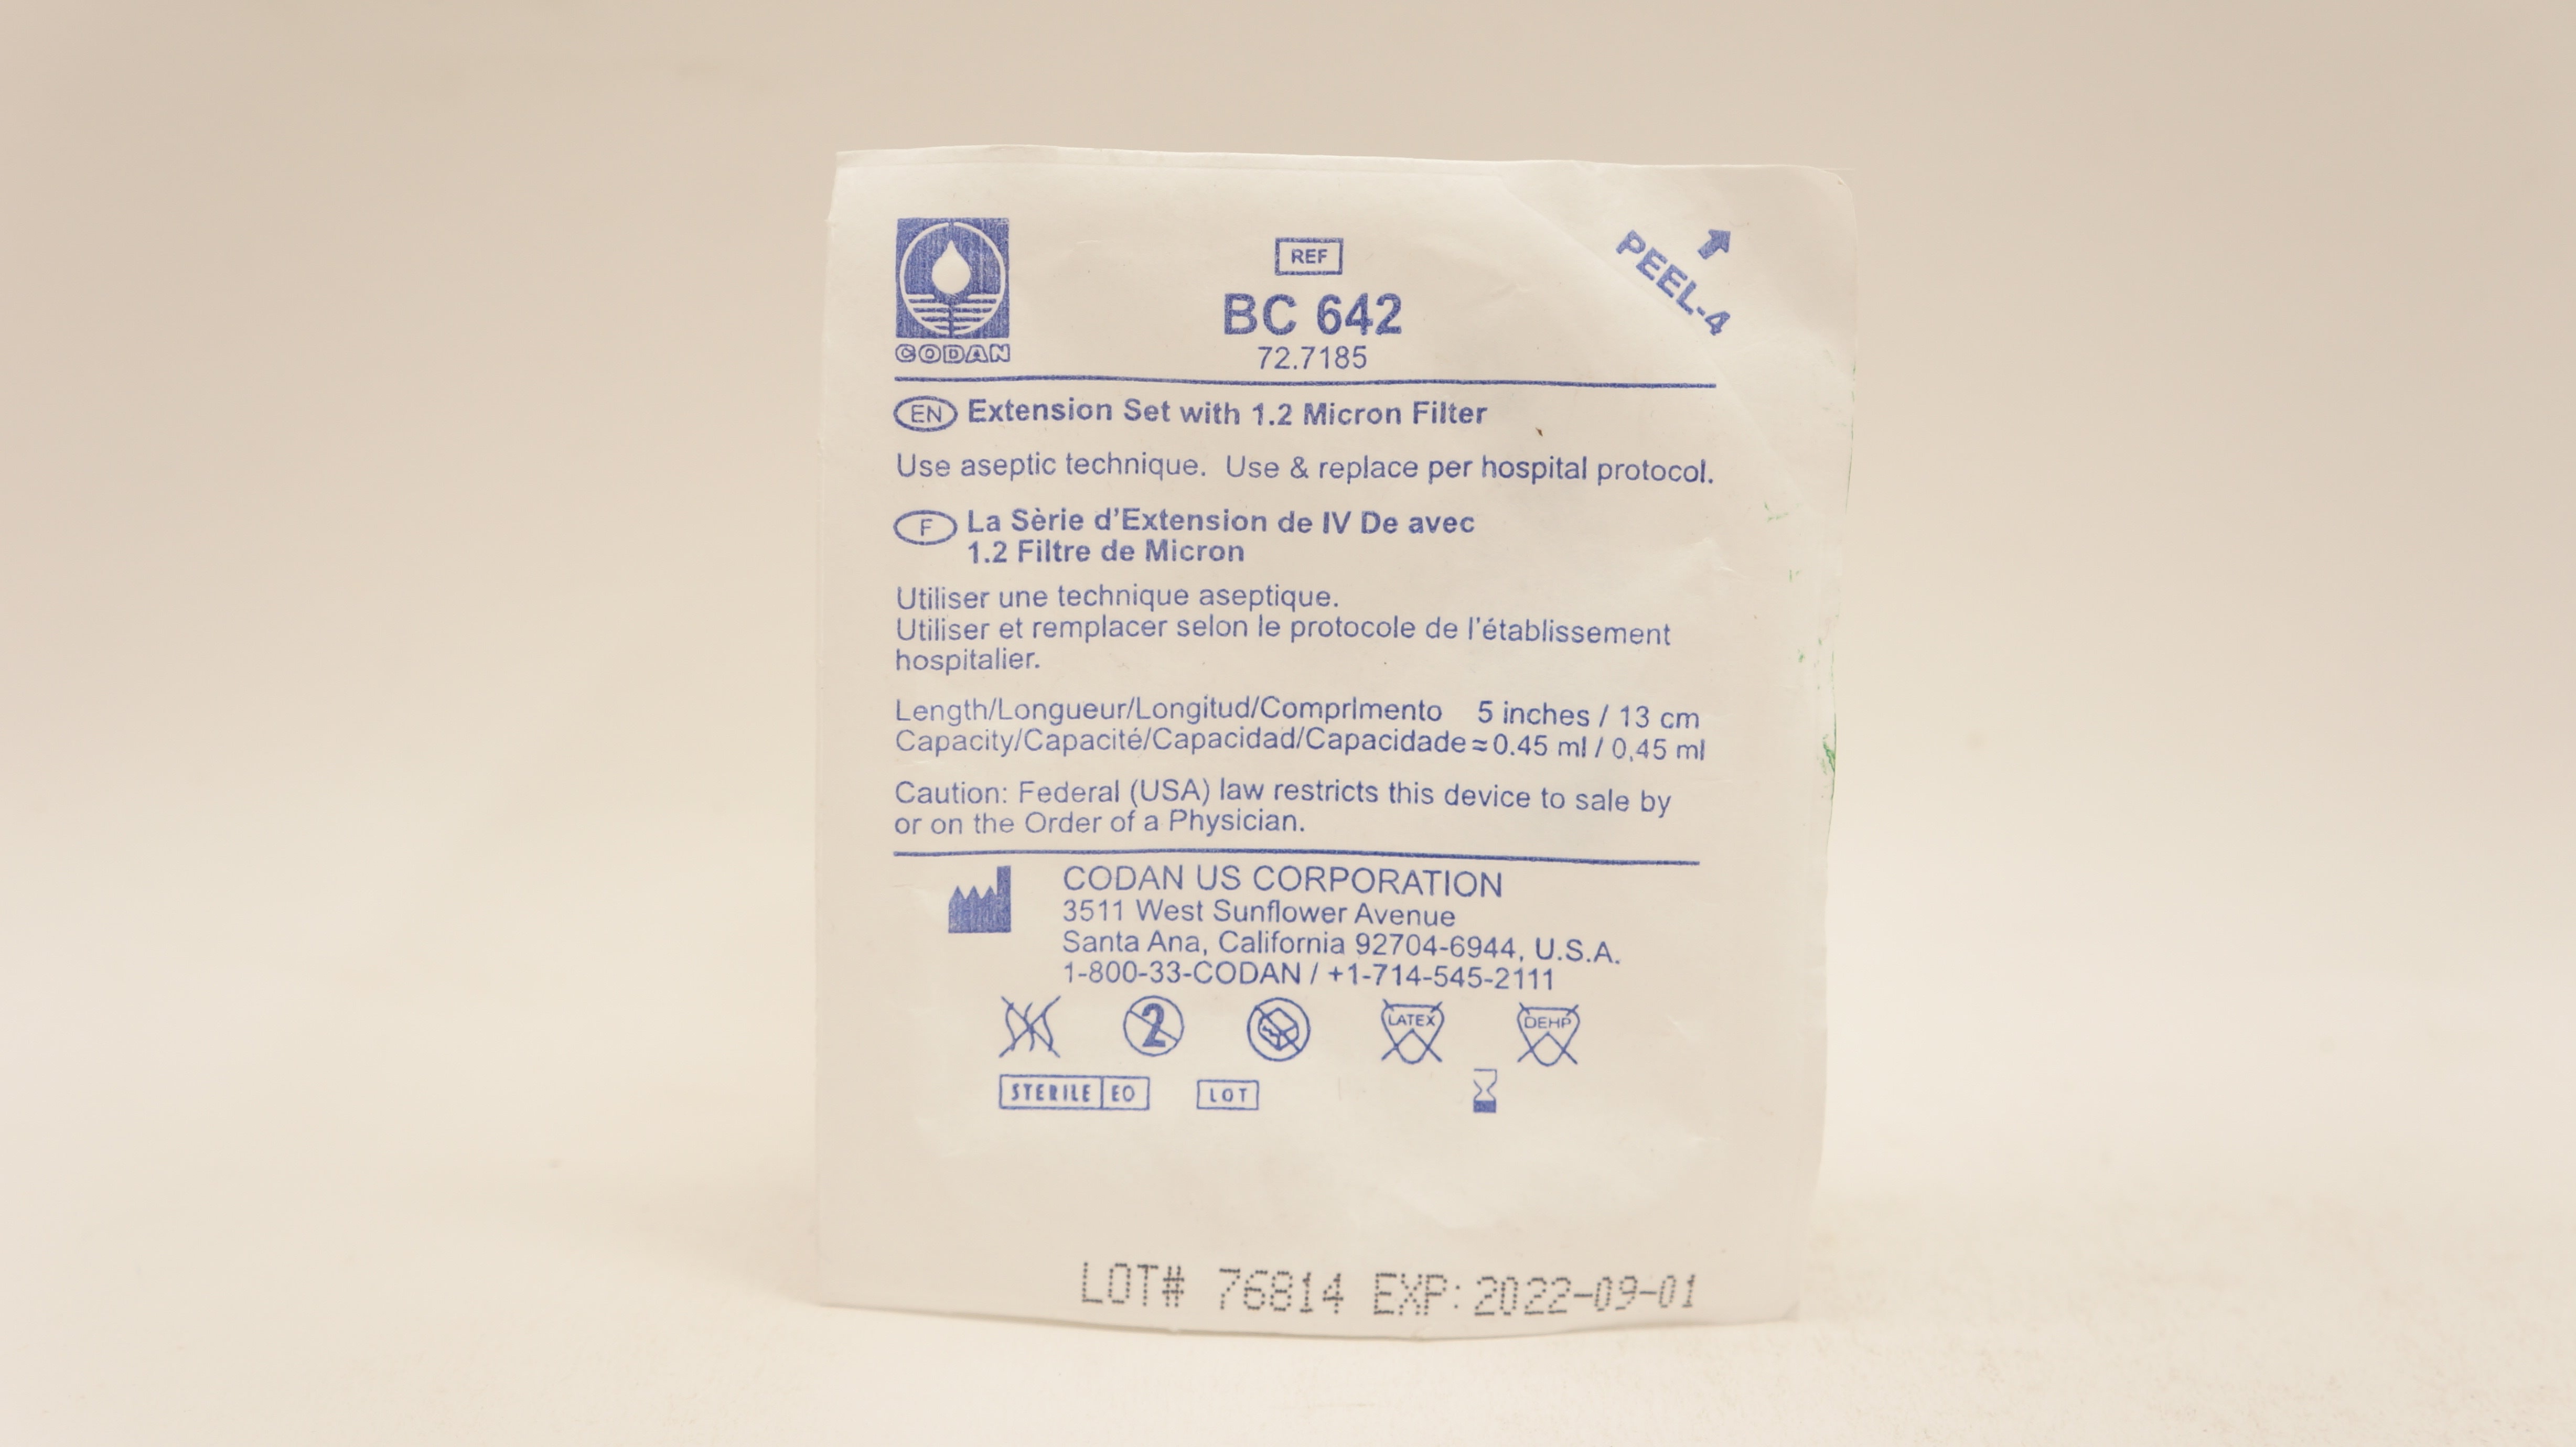 CODAN
REF
BC 642
72.7185
PEEL-4
EN Extension Set with 1.2 Micron Filter
Use aseptic technique. Use & replace per hospital protocol.
F La Sèrie d'Extension de IV De avec
1.2 Filtre de Micron
Utiliser une technique aseptique.
Utiliser et remplacer selon le protocole de l'établissement
hospitalier.
Length/Longueur/Longitud/Comprlmento 5 inches / 13 cm
Capacity/Capacité/Capacidad/Capacidade ≈ 0.45 ml / 0,45 ml
Caution: Federal (USA) law restricts this device to sale by
or on the Order of a Physician.
CODAN US CORPORATION
3511 West Sunflower Avenue
Santa Ana, California 92704-6944, U.S.A.
1-800-33-CODAN / +1-714-545-2111
2 LATEX DEHP
STERILE EO LOT
LOT# 76814 EXP: 2022-09-01